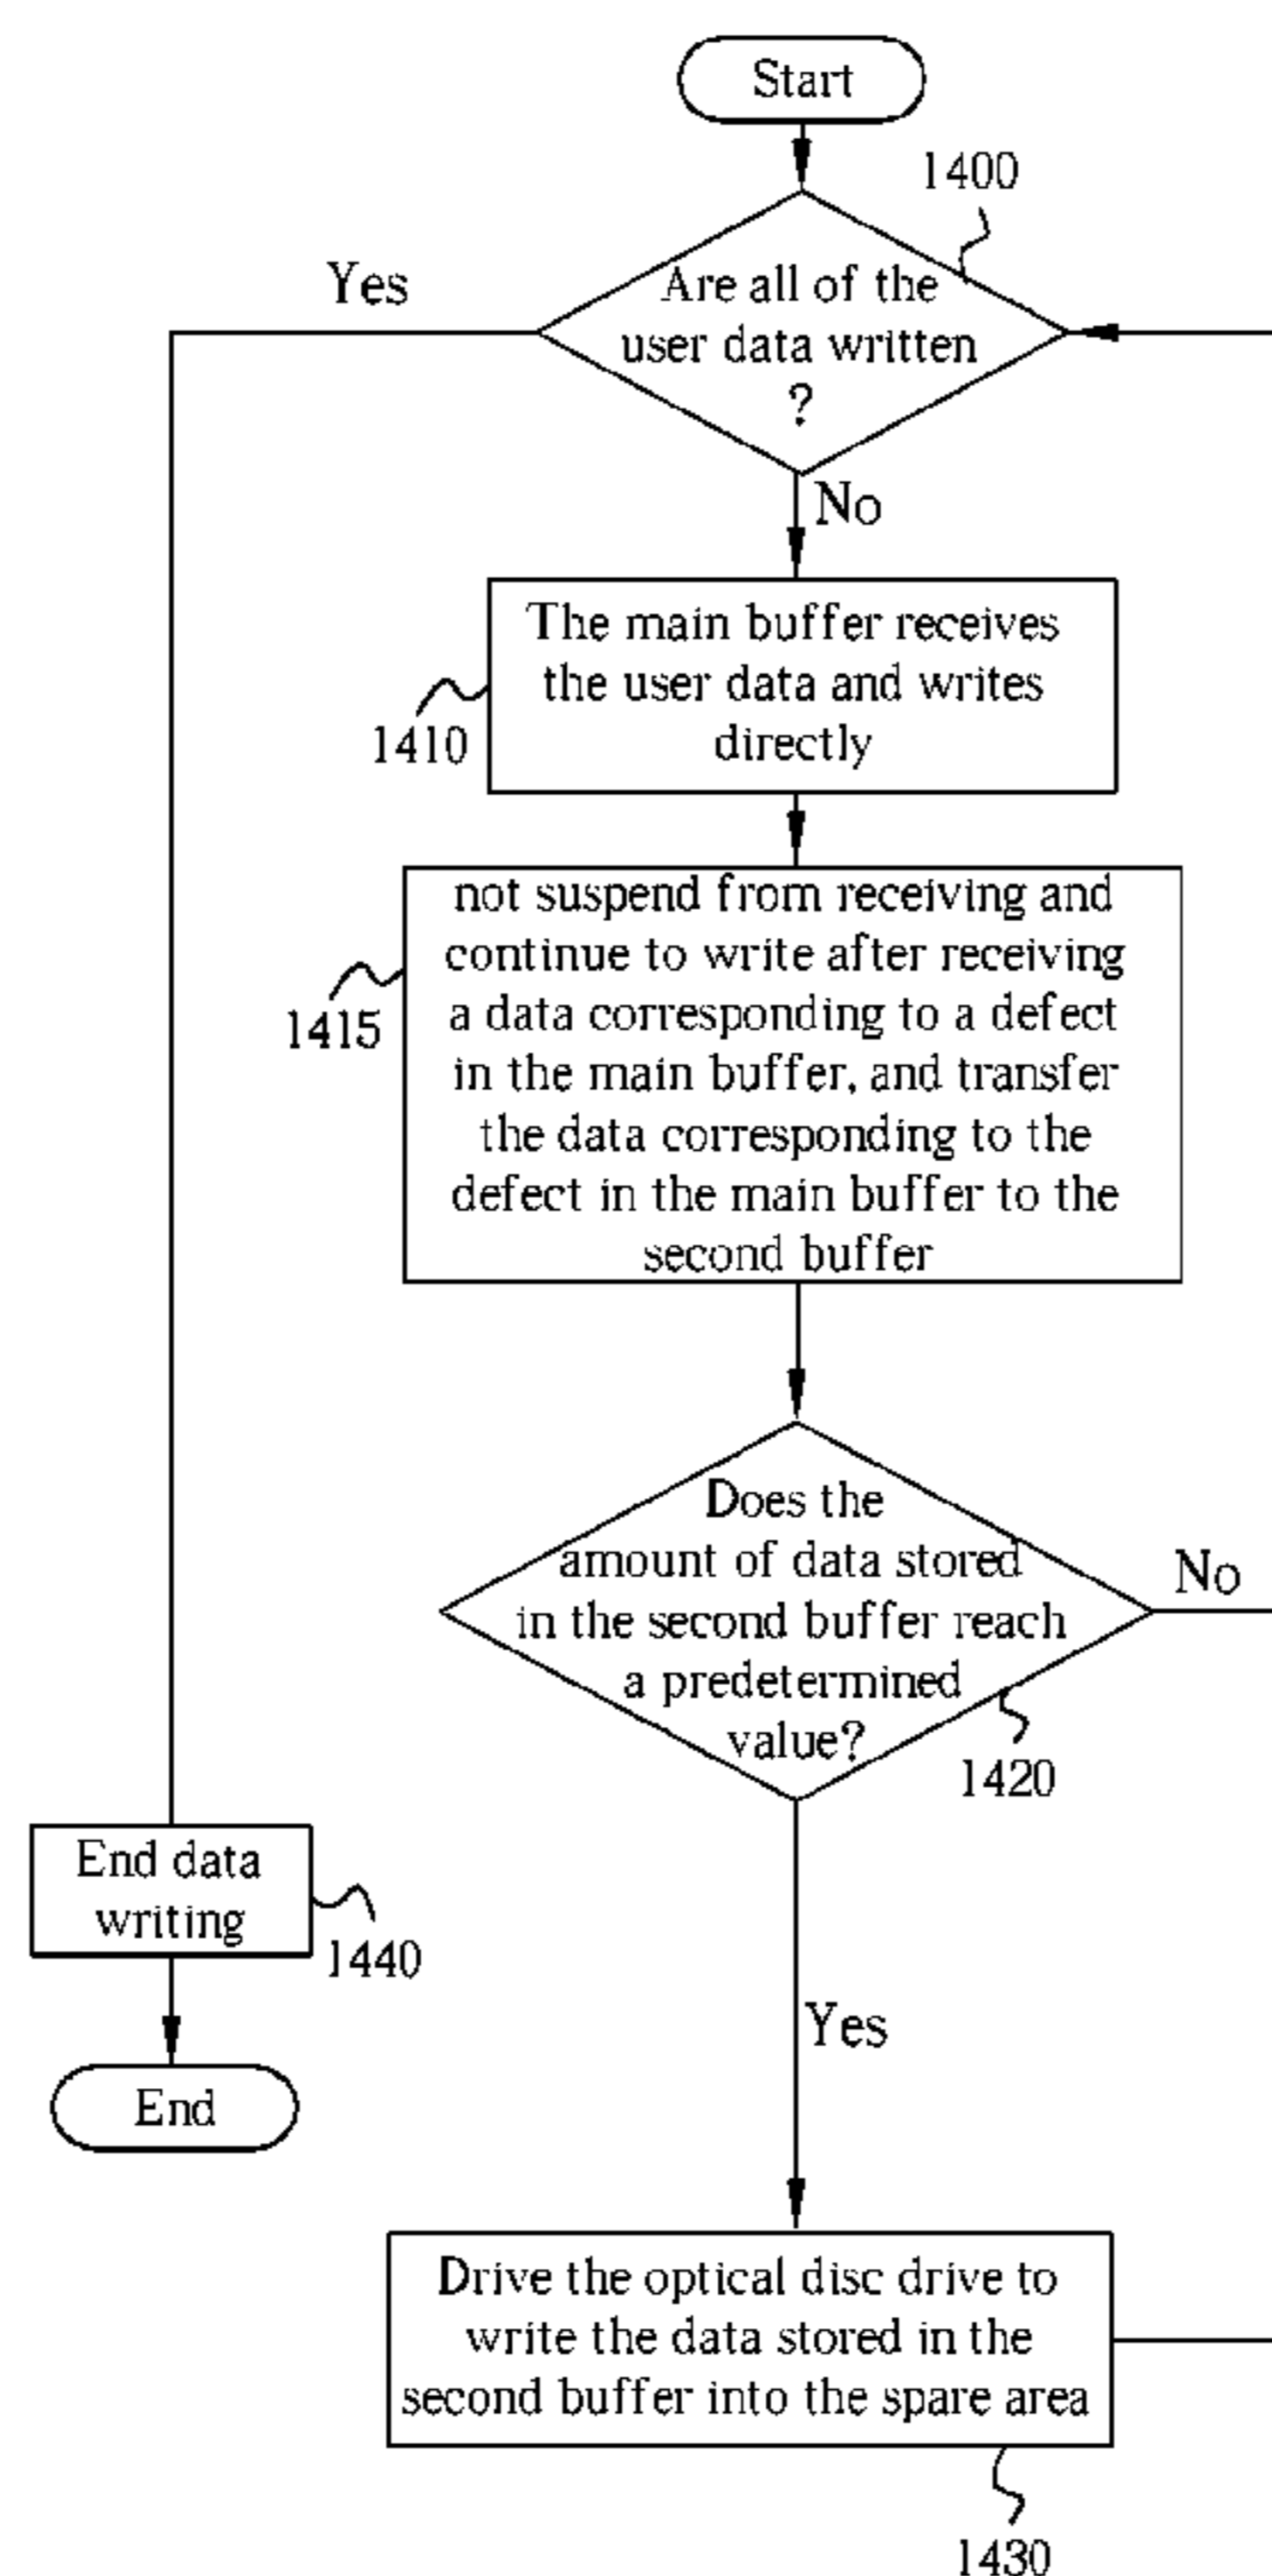 Start
1400
Yes
Are all of the
user data written
?
No
The main buffer receives
the user data and writes
directly
1410
not suspend from receiving and
continue to write after receiving
a data corresponding to a defect
in the main buffer, and transfer
the data corresponding to the
defect in the main buffer to the
second buffer
1415
Does the
amount of data stored
in the second buffer reach
a predetermined
value?
No
1420
End data
writing
1440
Yes
End
Drive the optical disc drive to
write the data stored in the
second buffer into the spare area
1430